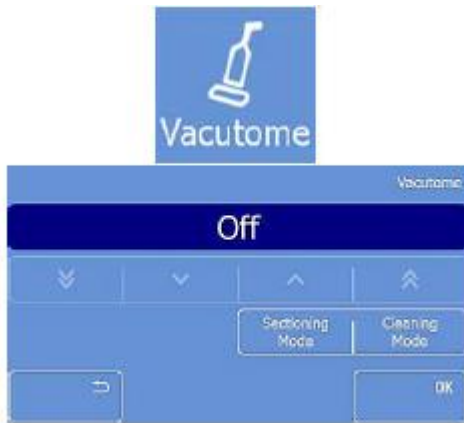 Vacutome
Vacutome
Off
Sectioning Cleaning
Mode Mode
OK